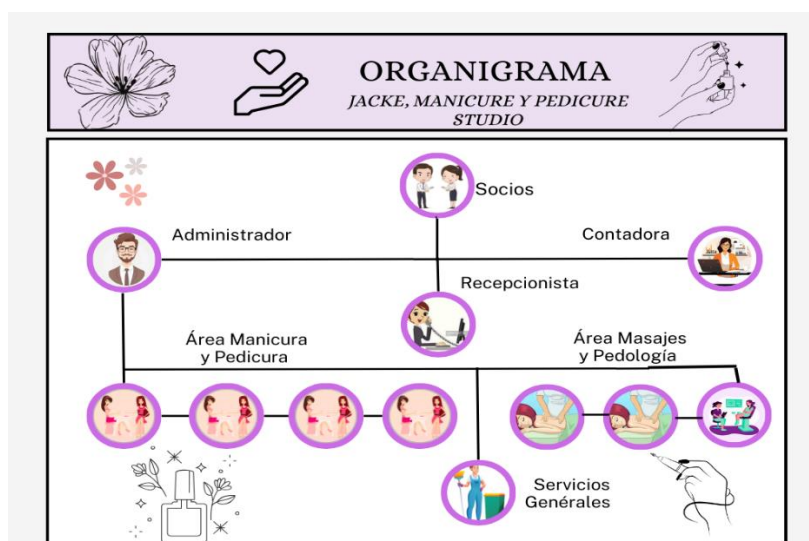 ORGANIGRAMA
JACKE, MANICURE Y PEDICURE
STUDIO
Socios
Administrador
Contadora
Recepcionista
Área Manicura
y Pedicura
Área Masajes
y Pedología
Servicios
Genérales